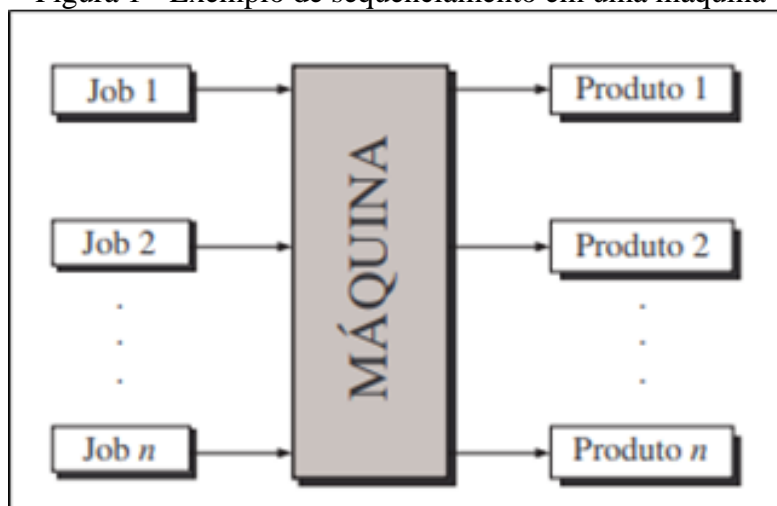 Figura 1 - Exemplo de sequenciamento em uma máquina
Job 1
Produto 1
Job 2
MÁQUINA
Produto 2
Job n
Produto n